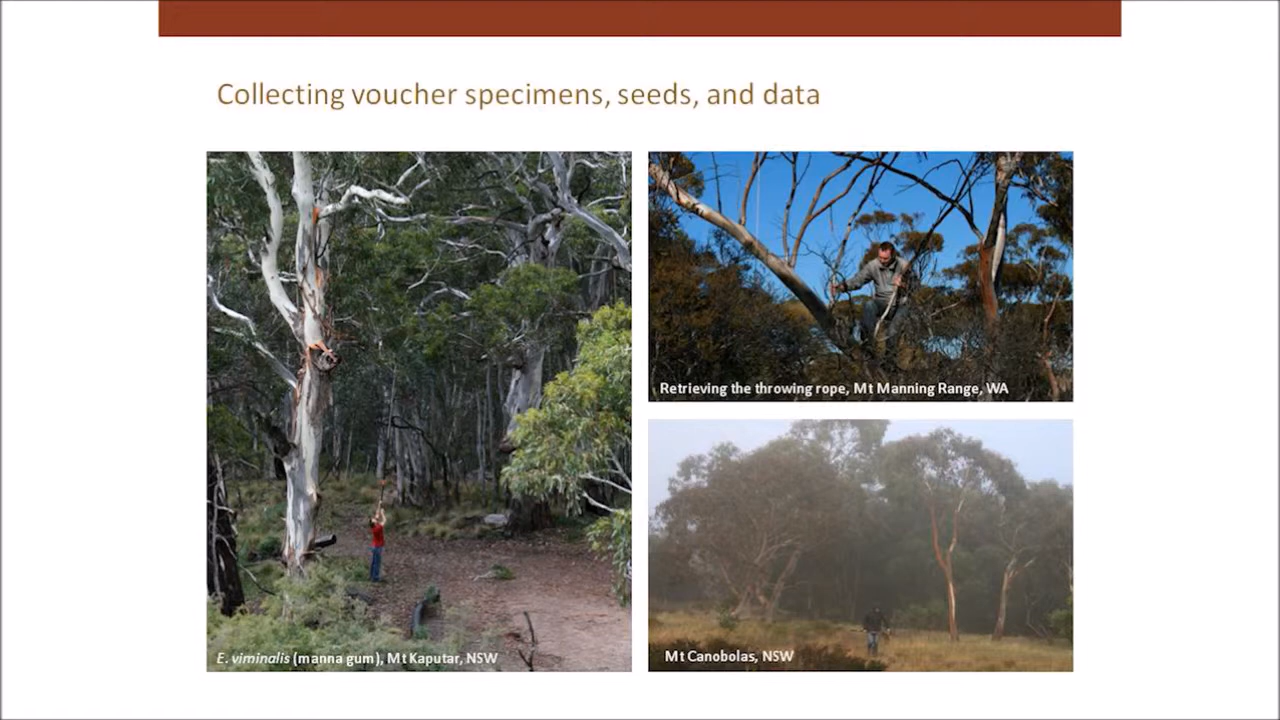 Collecting voucher specimens, seeds, and data
Retrieving the throwing rope, Mt Manning Range, WA
E. viminalis (manna gum), Mt Kaputar, NSW
Mt Canobolas, NSW